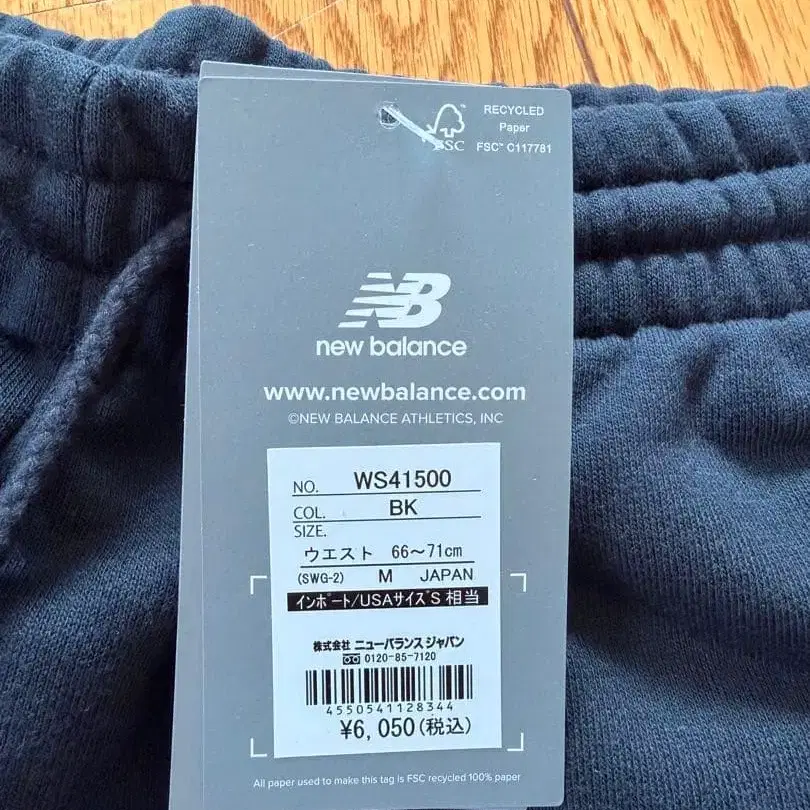 RECYCLED
Paper
FSC™ C117781
FSC
NB
new balance
www.newbalance.com
©NEW BALANCE ATHLETICS, INC
NO. WS41500
COL. BK
SIZE.
ウエスト 66～71cm
(SWG-2) M JAPAN
インポート/USAサイズS 相当
株式会社 ニューバランス ジャパン
0120-85-7120
4550541128344
¥6,050(税込)
All paper used to make this tag is FSC recycled 100% paper